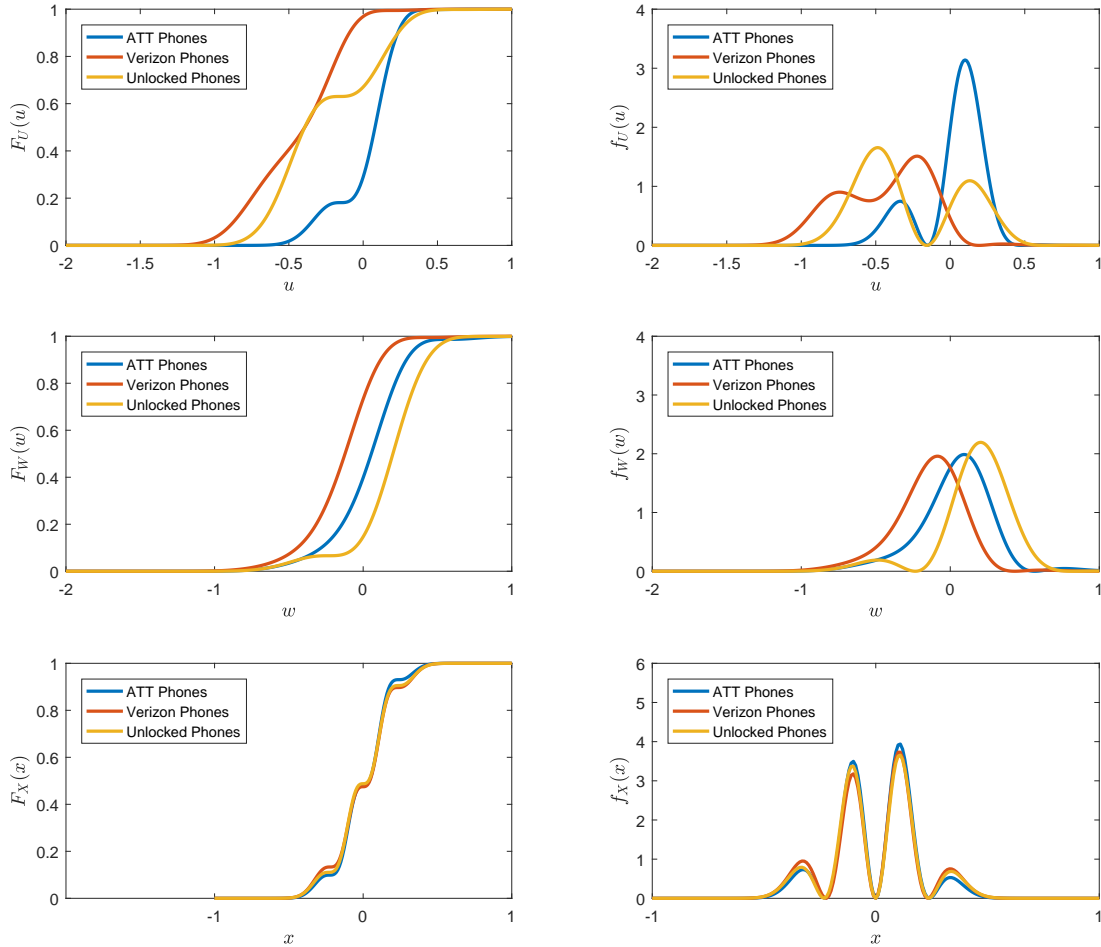 1
0.8
0.6
0.4
0.2
0
F_U(u)
ATT Phones
Verizon Phones
Unlocked Phones
-2 -1.5 -1 -0.5 0 0.5 1
u
4
3
2
1
0
f_U(u)
ATT Phones
Verizon Phones
Unlocked Phones
-2 -1 -0.5 0 0.5 1
u
1
0.8
0.6
0.4
0.2
0
F_W(w)
ATT Phones
Verizon Phones
Unlocked Phones
-2 -1 0 1
w
4
3
2
1
0
f_W(w)
ATT Phones
Verizon Phones
Unlocked Phones
-2 -1 0 1
w
1
0.8
0.6
0.4
0.2
0
F_X(x)
ATT Phones
Verizon Phones
Unlocked Phones
-1 0 1
x
6
5
4
3
2
1
0
f_X(x)
ATT Phones
Verizon Phones
Unlocked Phones
-1 0 1
x